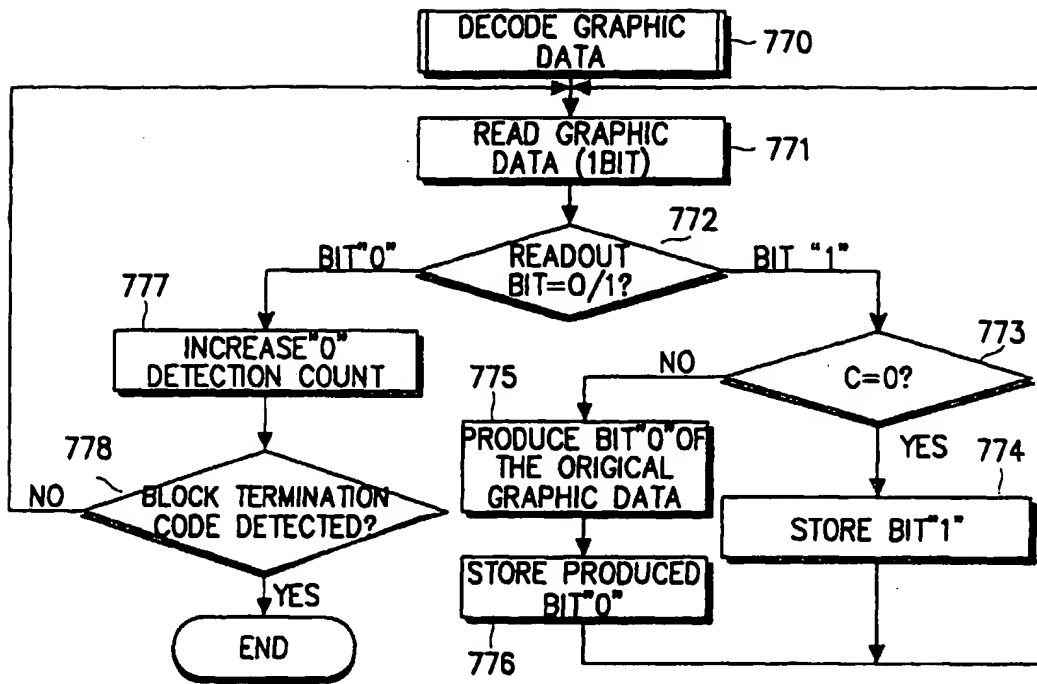 DECODE GRAPHIC
DATA
770
READ GRAPHIC
DATA (1BIT)
771
772
READOUT
BIT=0/1?
BIT"0"
BIT "1"
777
INCREASE"0"
DETECTION COUNT
773
C=0?
NO
YES
775
PRODUCE BIT"0"OF
THE ORIGICAL
GRAPHIC DATA
774
STORE BIT"1"
778
BLOCK TERMINATION
CODE DETECTED?
NO
YES
STORE PRODUCED
BIT"0"
776
END